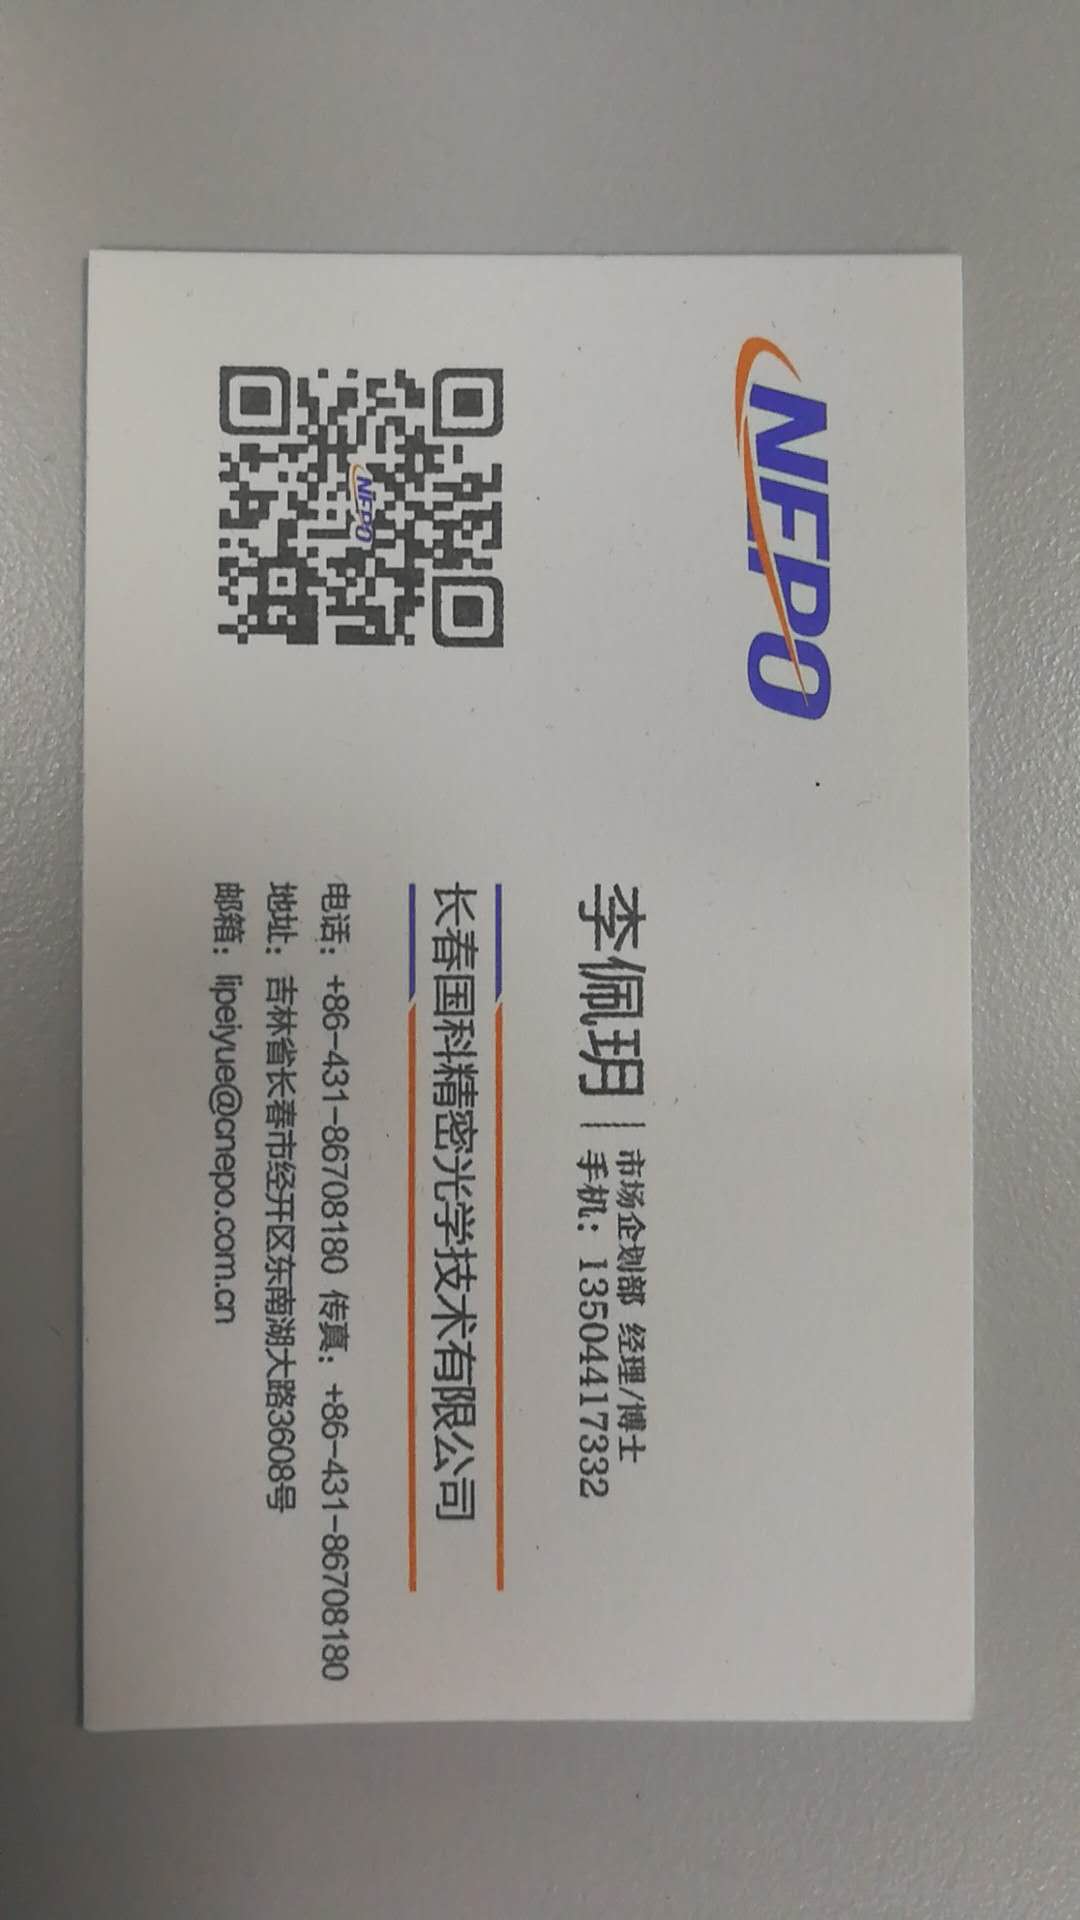 NEPO
李佩玥
市场企划部 经理/博士
手机：13504417332
长春国科精密光学技术有限公司
电话：+86-431-86708180 传真：+86-431-86708180
地址：吉林省长春市经开区东南湖大路3608号
邮箱：lipeiyue@cnepo.com.cn
NEPO